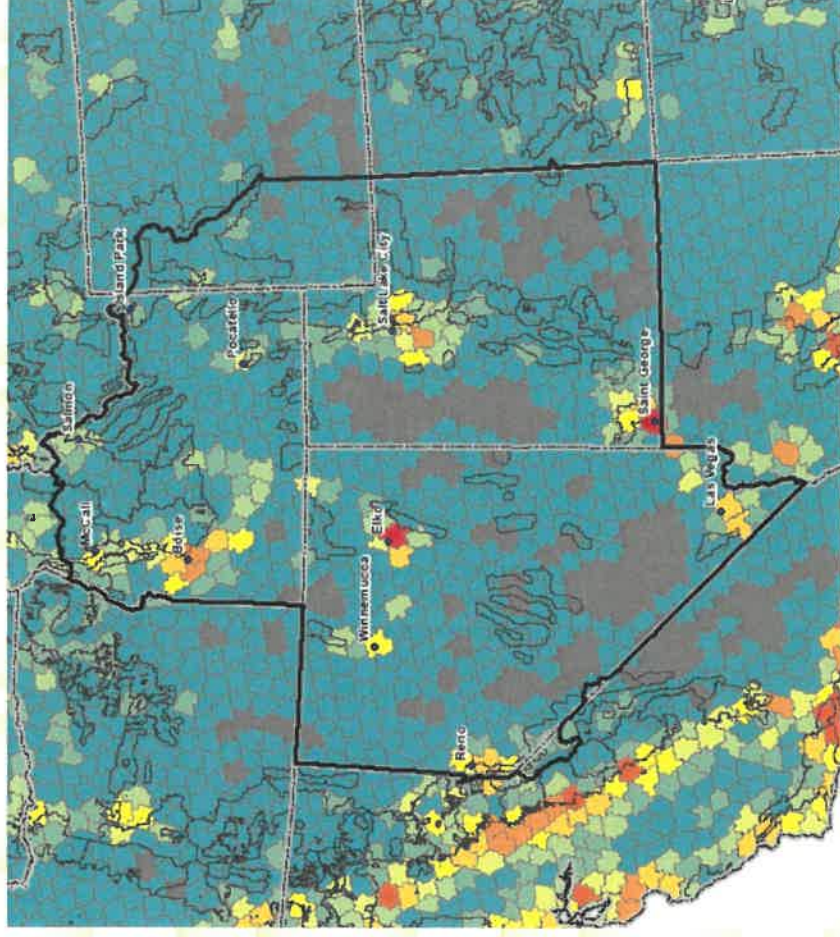 Island Park
Salmon
McCall
Pocatello
Boise
Salt Lake City
Elko
Winnemucca
Saint George
Reno
Las Vegas